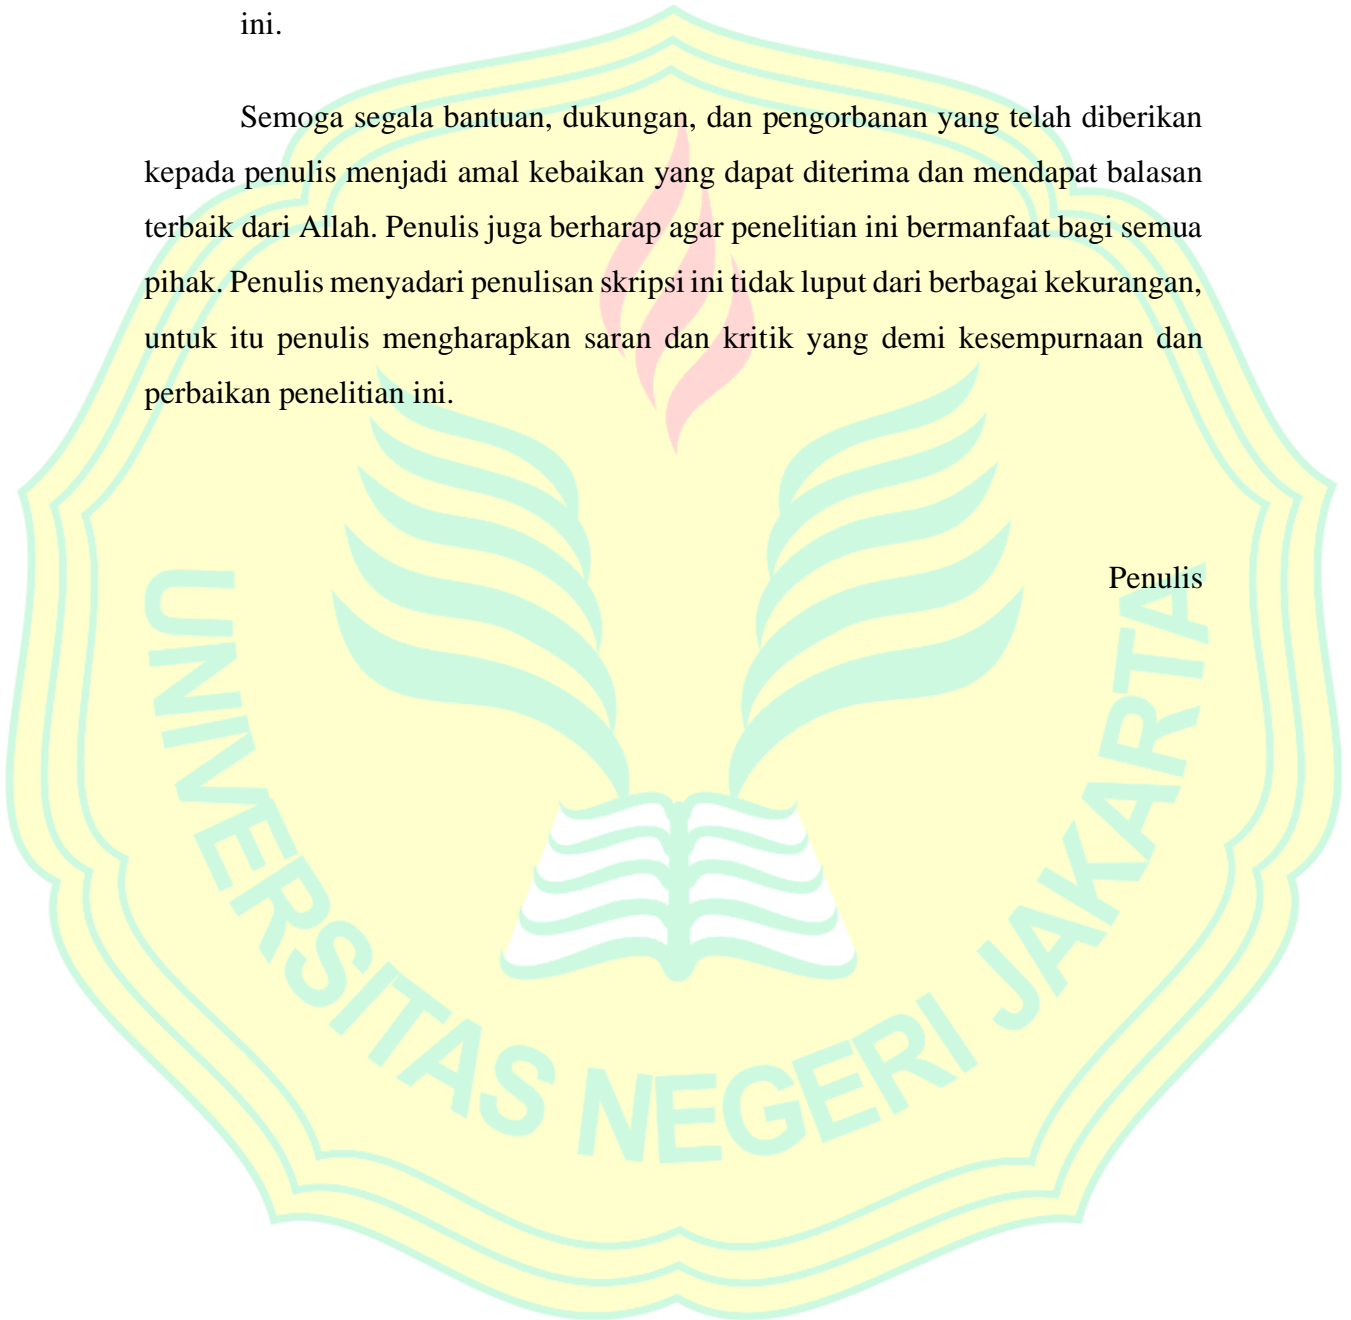 ini.
Semoga segala bantuan, dukungan, dan pengorbanan yang telah diberikan
kepada penulis menjadi amal kebaikan yang dapat diterima dan mendapat balasan
terbaik dari Allah. Penulis juga berharap agar penelitian ini bermanfaat bagi semua
pihak. Penulis menyadari penulisan skripsi ini tidak luput dari berbagai kekurangan,
untuk itu penulis mengharapkan saran dan kritik yang demi kesempurnaan dan
perbaikan penelitian ini.
Penulis
UNIVERSITAS NEGERI JAKARTA